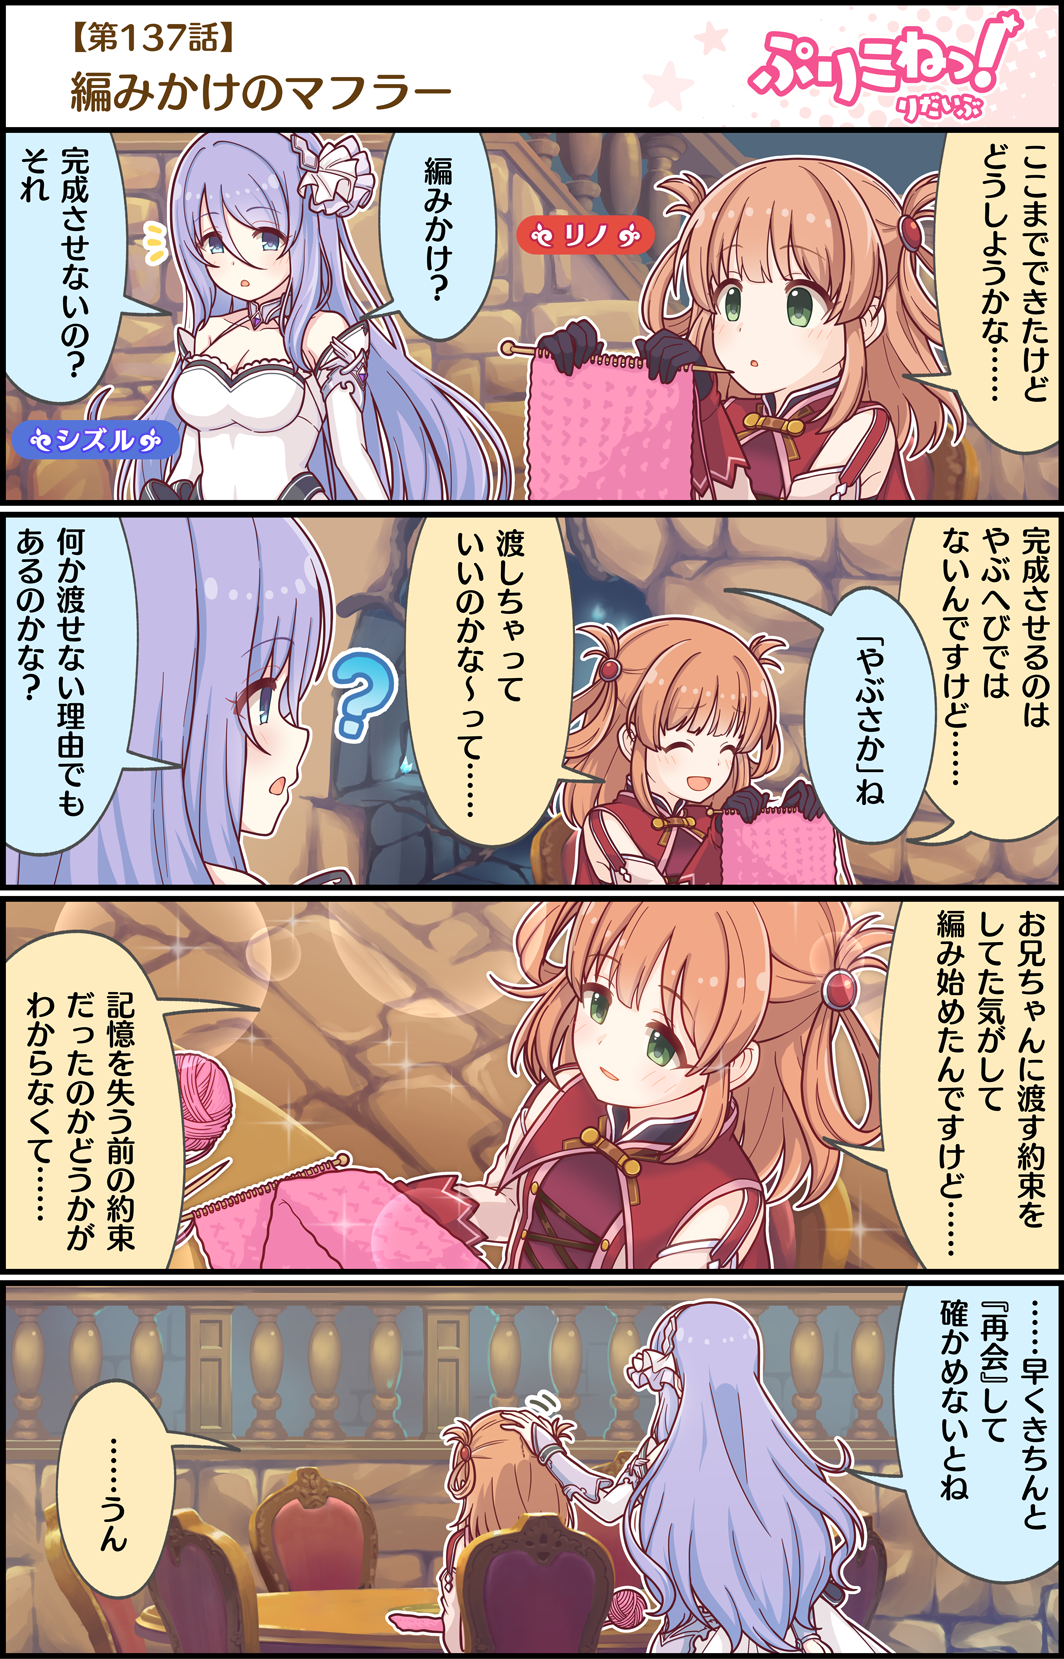 【第137話】
編みかけのマフラー
ぷりこねっ！
りだいぶ
ここまでできたけど
どうしようかな……
リノ
編みかけ？
完成させないの？
それ
シズル
完成させるのは
やぶへびでは
ないんですけど……
「やぶさか」ね
渡しちゃって
いいのかな～って……
何か渡せない理由でも
あるのかな？
お兄ちゃんに渡す約束を
してた気がして
編み始めたんですけど……
記憶を失う前の約束
だったのかどうかが
わからなくて……
……早くきちんと
『再会』して
確かめないとね
……うん